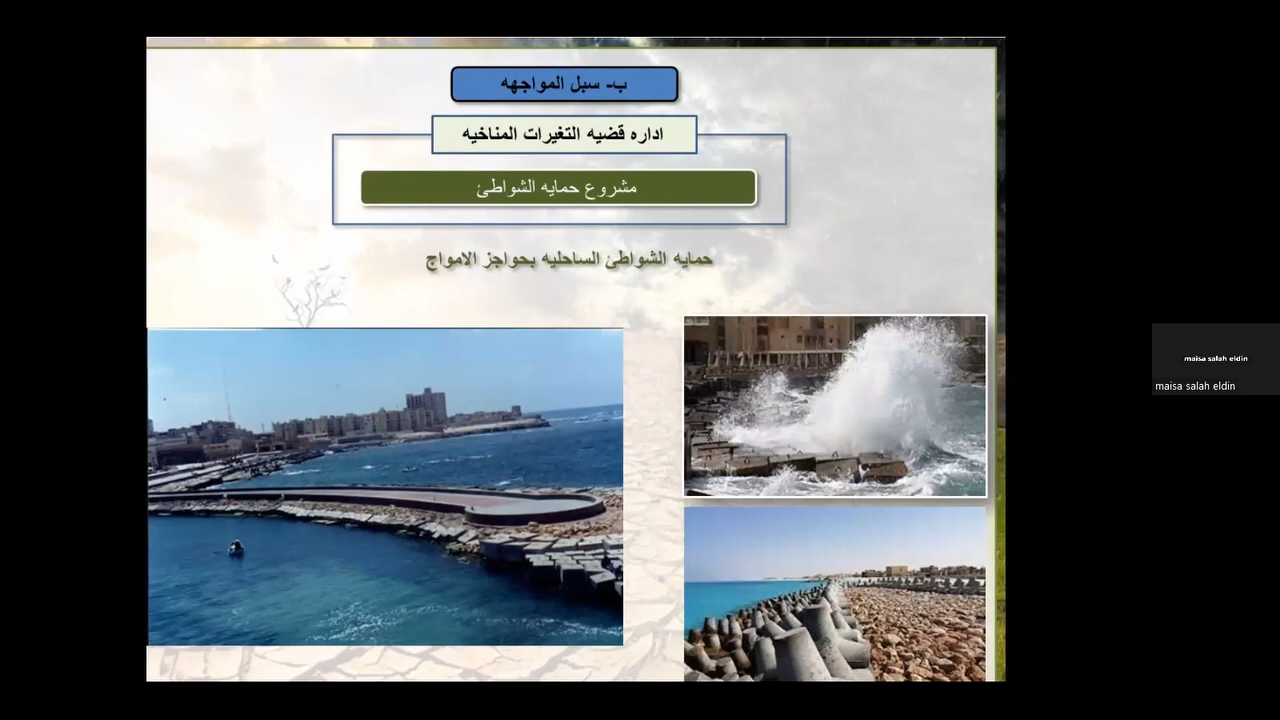 ب- سبل المواجهه
اداره قضيه التغيرات المناخيه
مشروع حمايه الشواطئ
حمايه الشواطئ الساحليه بحواجز الامواج
maisa salah eldin
maisa salah eldin